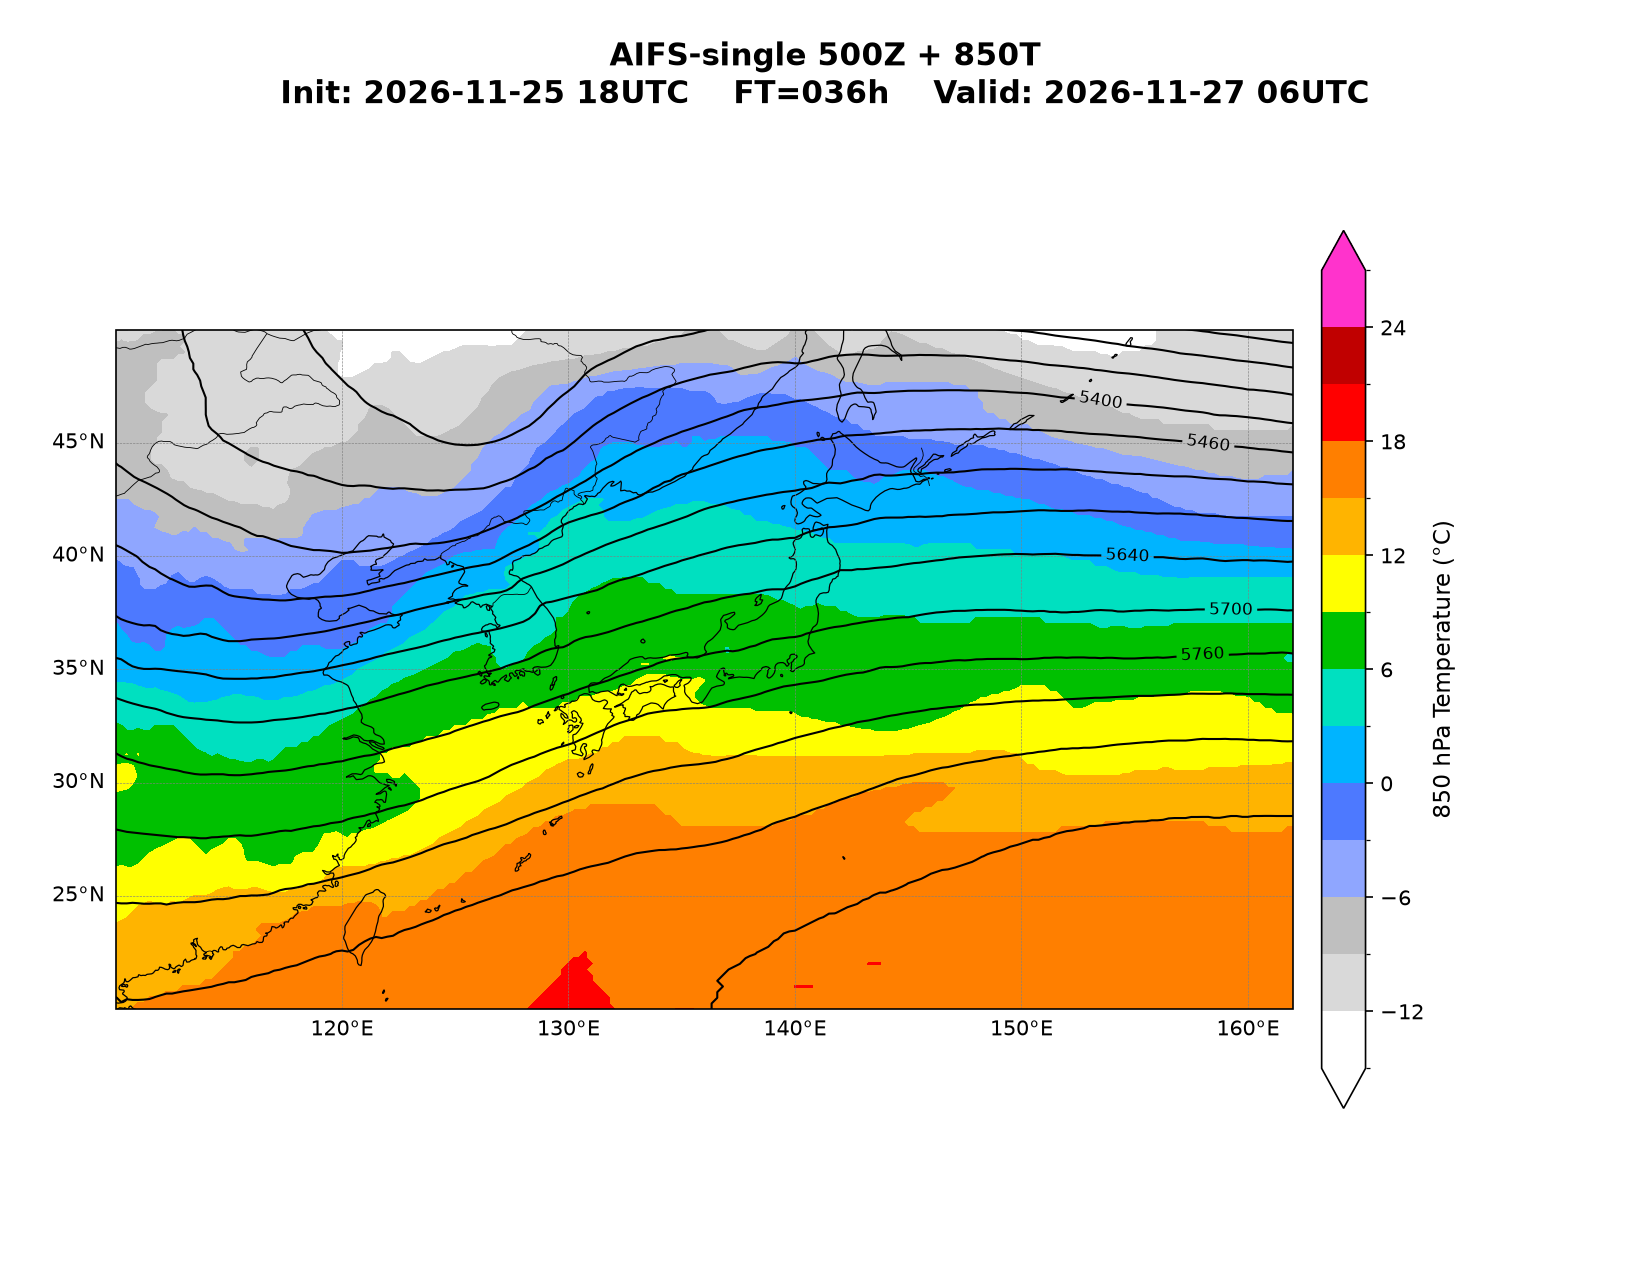 AIFS-single 500Z + 850T
Init: 2026-11-25 18UTC    FT=036h    Valid: 2026-11-27 06UTC
45°N
40°N
35°N
30°N
25°N
120°E
130°E
140°E
150°E
160°E
5400
5460
5640
5700
5760
24
18
12
6
0
−6
−12
850 hPa Temperature (°C)